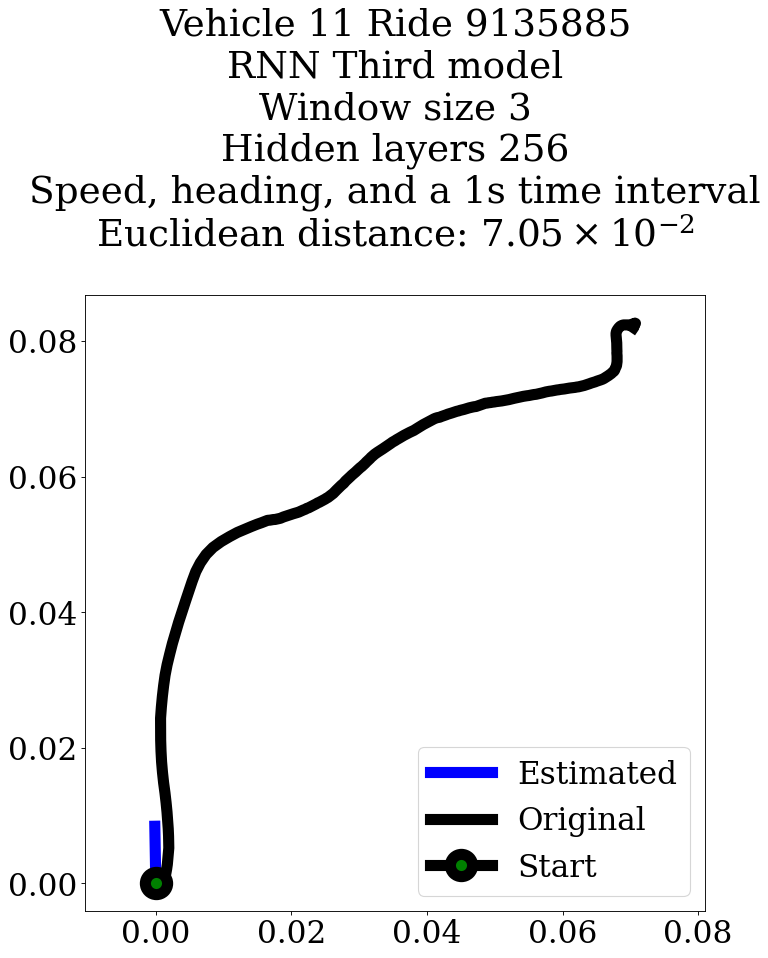 Vehicle 11 Ride 9135885
RNN Third model
Window size 3
Hidden layers 256
Speed, heading, and a 1s time interval
Euclidean distance: 7.05 × 10⁻²
0.08
0.06
0.04
0.02
0.00
Estimated
Original
Start
0.00 0.02 0.04 0.06 0.08